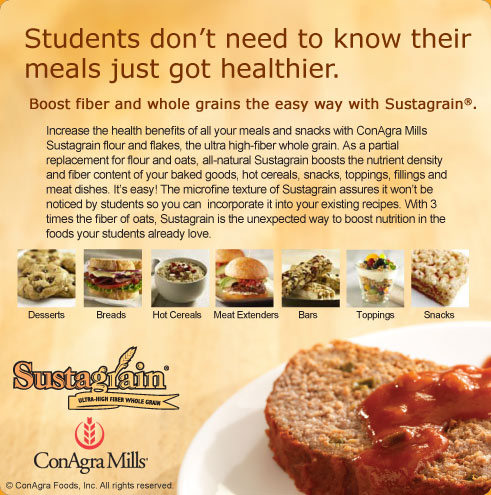 Students don't need to know their
meals just got healthier.
Boost fiber and whole grains the easy way with Sustagrain®.
Increase the health benefits of all your meals and snacks with ConAgra Mills
Sustagrain flour and flakes, the ultra high-fiber whole grain. As a partial
replacement for flour and oats, all-natural Sustagrain boosts the nutrient density
and fiber content of your baked goods, hot cereals, snacks, toppings, fillings and
meat dishes. It's easy! The microfine texture of Sustagrain assures it won't be
noticed by students so you can incorporate it into your existing recipes. With 3
times the fiber of oats, Sustagrain is the unexpected way to boost nutrition in the
foods your students already love.
Desserts Breads Hot Cereals Meat Extenders Bars Toppings Snacks
Sustagrain®
ULTRA-HIGH FIBER WHOLE GRAIN
ConAgra Mills®
© ConAgra Foods, Inc. All rights reserved